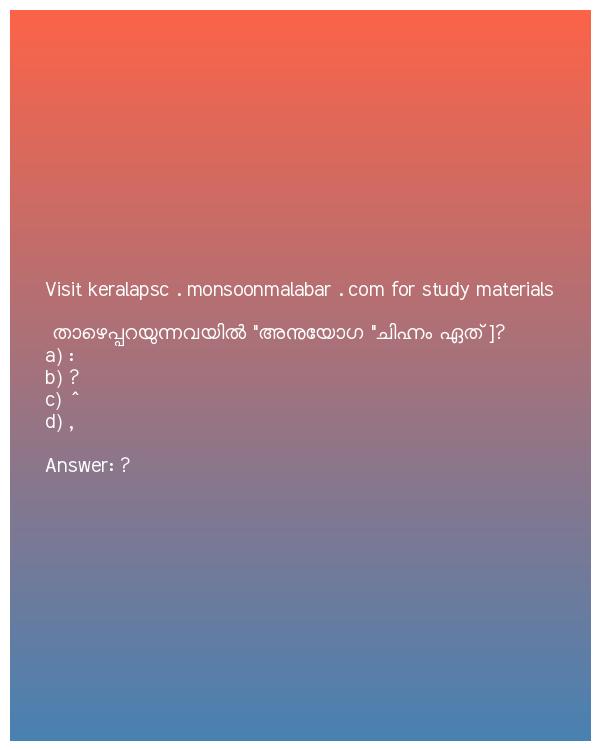 Visit keralapsc . monsoonmalabar . com for study materials
താഴെപ്പറയുന്നവയിൽ "അനുയോഗ "ചിഹ്നം ഏത് ]?
a) :
b) ?
c) ˆ
d) ,
Answer: ?